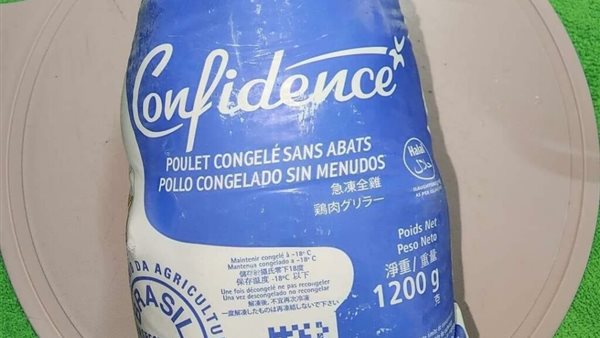 Confidence
POULET CONGELÉ SANS ABATS
POLLO CONGELADO SIN MENUDOS
急凍全雞
鶏肉グリラー
Halal
Poids Net
Peso Neto
淨重/重量
1200 g
克
Maintenir congelé à -18° C
Mantenus congelado a -18° C
儲存於攝氏零下18度
保存温度 -18°C 以下
Une fois décongelé ne pas recongeler
Una vez descongelado no recongelar
解凍後,不宜再次冷凍
一度解凍したものは再凍結しないで下さい
DA AGRICULTU
BRASIL